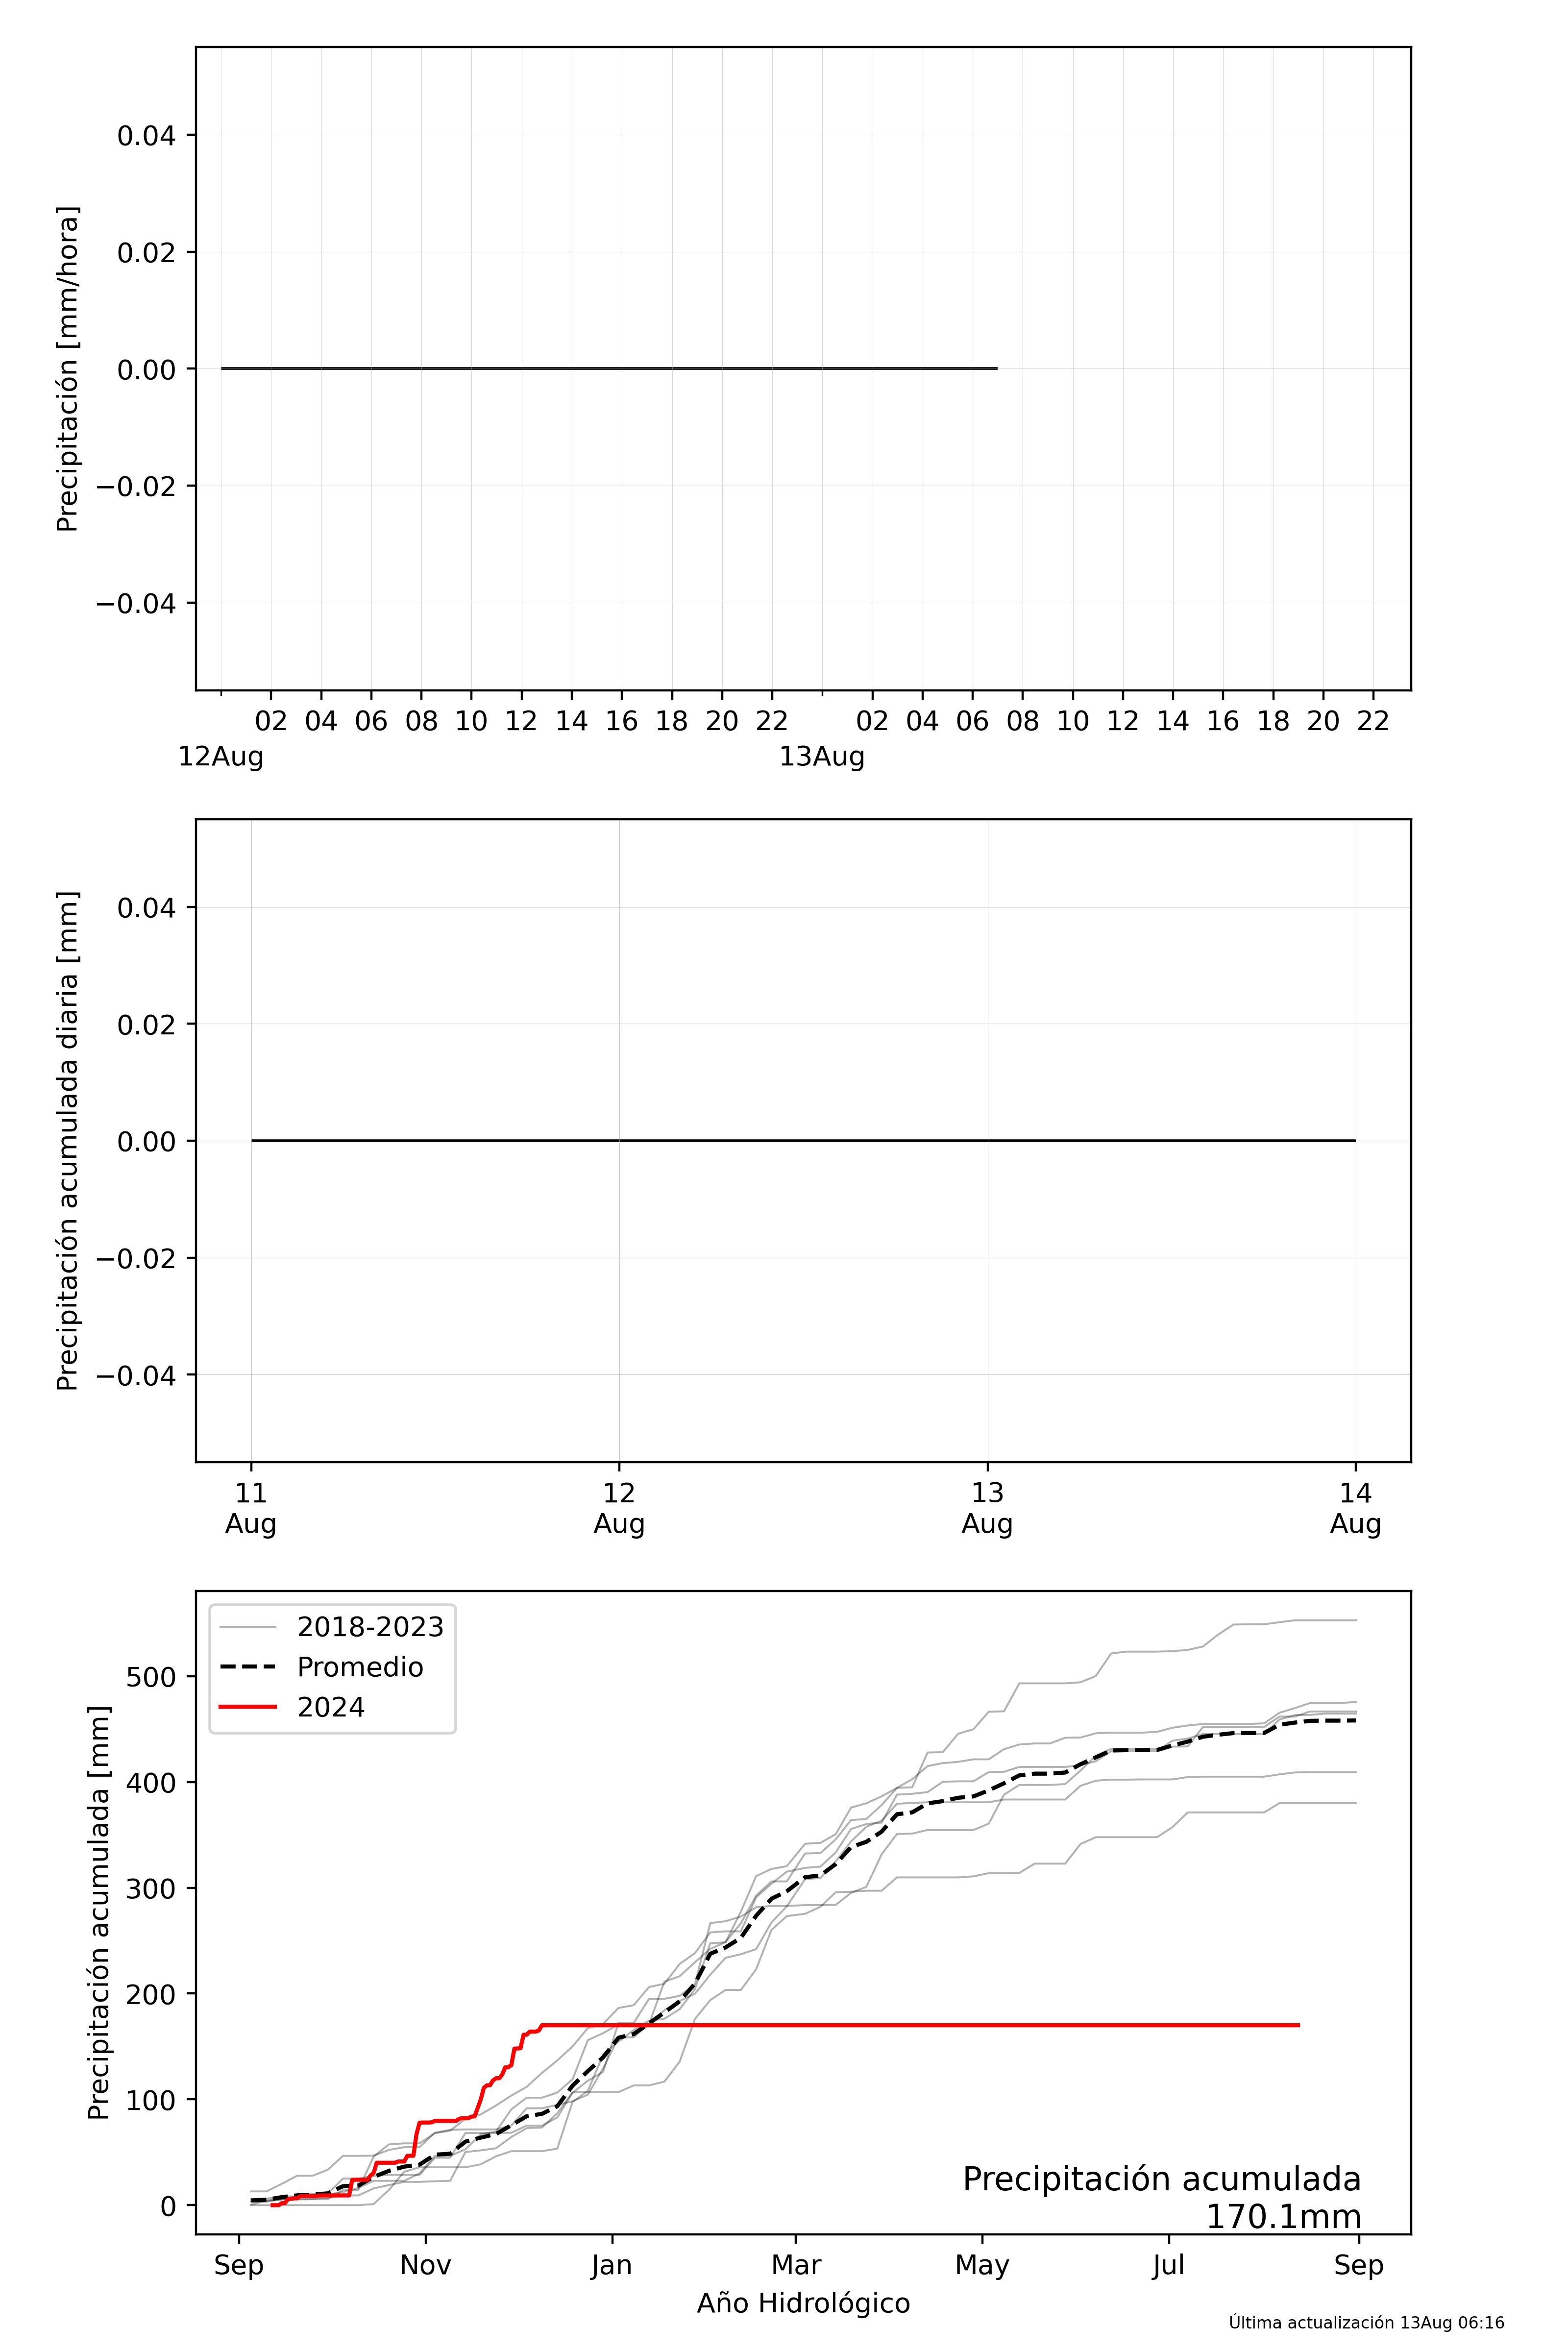 Precipitación [mm/hora]
0.04
0.02
0.00
−0.02
−0.04
02 04 06 08 10 12 14 16 18 20 22 02 04 06 08 10 12 14 16 18 20 22
12Aug 13Aug
Precipitación acumulada diaria [mm]
0.04
0.02
0.00
−0.02
−0.04
11 12 13 14
Aug Aug Aug Aug
Precipitación acumulada [mm]
2018-2023
Promedio
2024
500
400
300
200
100
0
Precipitación acumulada
170.1mm
Sep Nov Jan Mar May Jul Sep
Año Hidrológico
Última actualización 13Aug 06:16